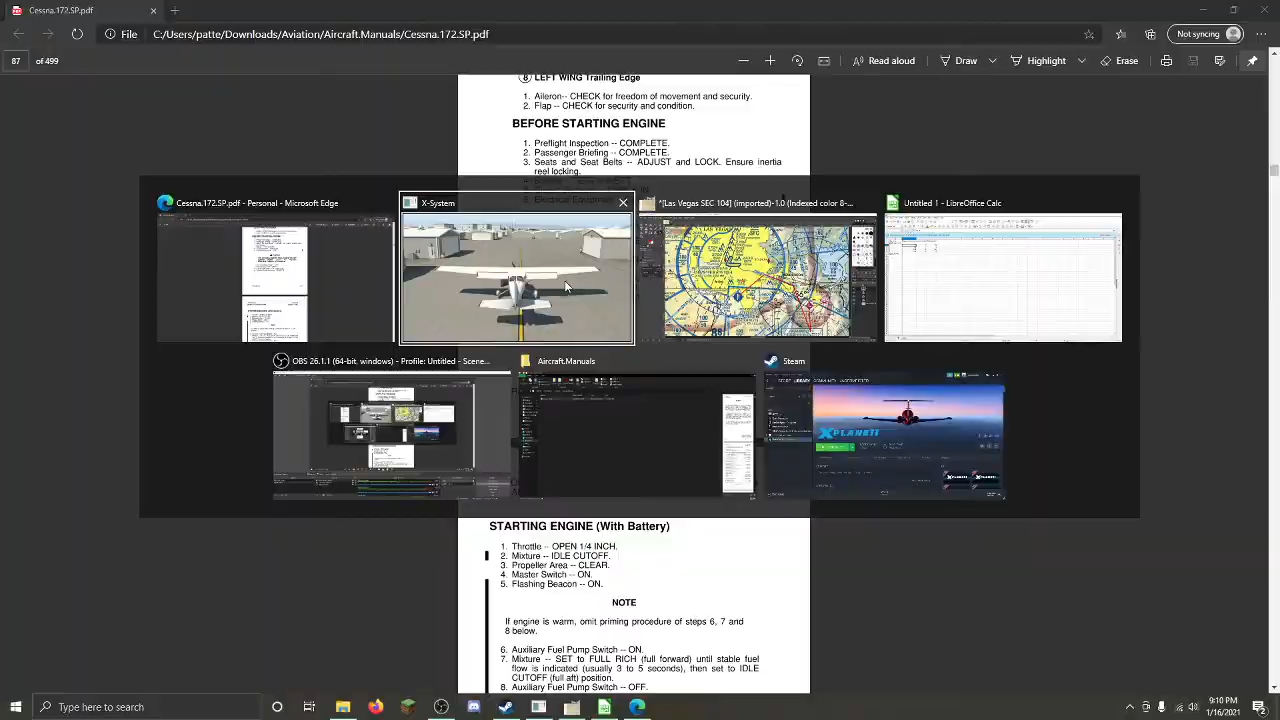 Cessna.172.SP.pdf
File
C:/Users/patte/Downloads/Aviation/Aircraft.Manuals/Cessna.172.SP.pdf
Not syncing
87 of 499
Read aloud
Draw
Highlight
Erase
8 LEFT WING Trailing Edge
1. Aileron-- CHECK for freedom of movement and security.
2. Flap -- CHECK for security and condition.
BEFORE STARTING ENGINE
1. Preflight Inspection -- COMPLETE.
2. Passenger Briefing -- COMPLETE.
3. Seats and Seat Belts -- ADJUST and LOCK. Ensure inertia
reel locking.
Cessna.172.SP.pdf - Personal - Microsoft Edge
X-System
*[Las Vegas SEC 104] (imported)-1.0 (Indexed color 8-...
Untitled 1 - LibreOffice Calc
OBS 26.1.1 (64-bit, windows) - Profile: Untitled - Scene...
Aircraft.Manuals
Steam
STARTING ENGINE (With Battery)
1. Throttle -- OPEN 1/4 INCH.
2. Mixture -- IDLE CUTOFF.
3. Propeller Area -- CLEAR.
4. Master Switch -- ON.
5. Flashing Beacon -- ON.
NOTE
If engine is warm, omit priming procedure of steps 6, 7 and
8 below.
6. Auxiliary Fuel Pump Switch -- ON.
7. Mixture -- SET to FULL RICH (full forward) until stable fuel
flow is indicated (usually 3 to 5 seconds), then set to IDLE
CUTOFF (full aft) position.
8. Auxiliary Fuel Pump Switch -- OFF.
Type here to search
9:10 PM
1/15/2021